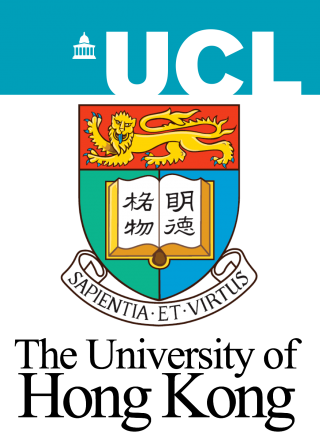 UCL
明德
格物
SAPIENTIA·ET·VIRTUS
The University of
Hong Kong